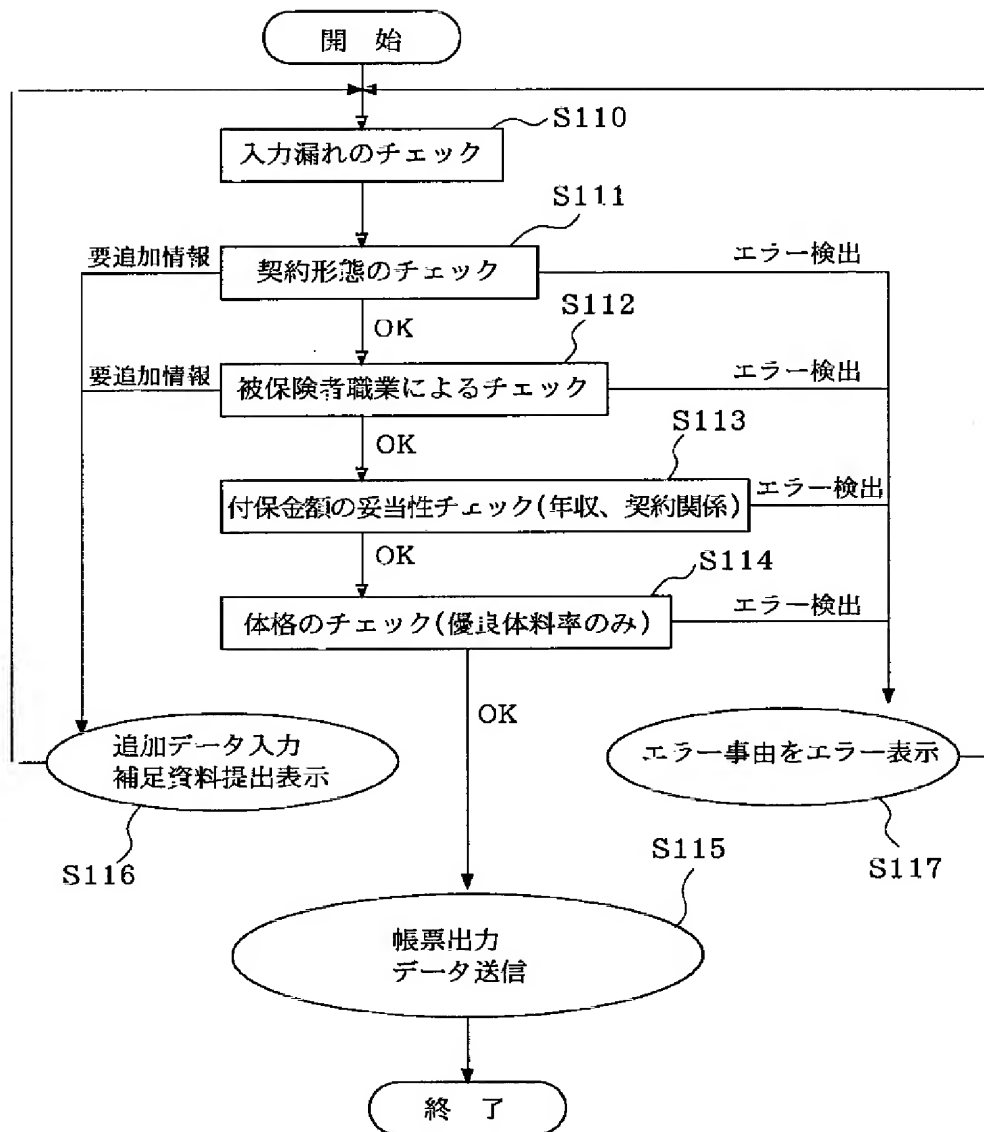 開 始
S110
入力漏れのチェック
S111
要追加情報
契約形態のチェック
エラー検出
OK
S112
要追加情報
被保険者職業によるチェック
エラー検出
OK
S113
付保金額の妥当性チェック(年収、契約関係)
エラー検出
OK
S114
体格のチェック(優良体料率のみ)
エラー検出
OK
追加データ入力
補足資料提出表示
エラー事由をエラー表示
S116
S115
S117
帳票出力
データ送信
終 了